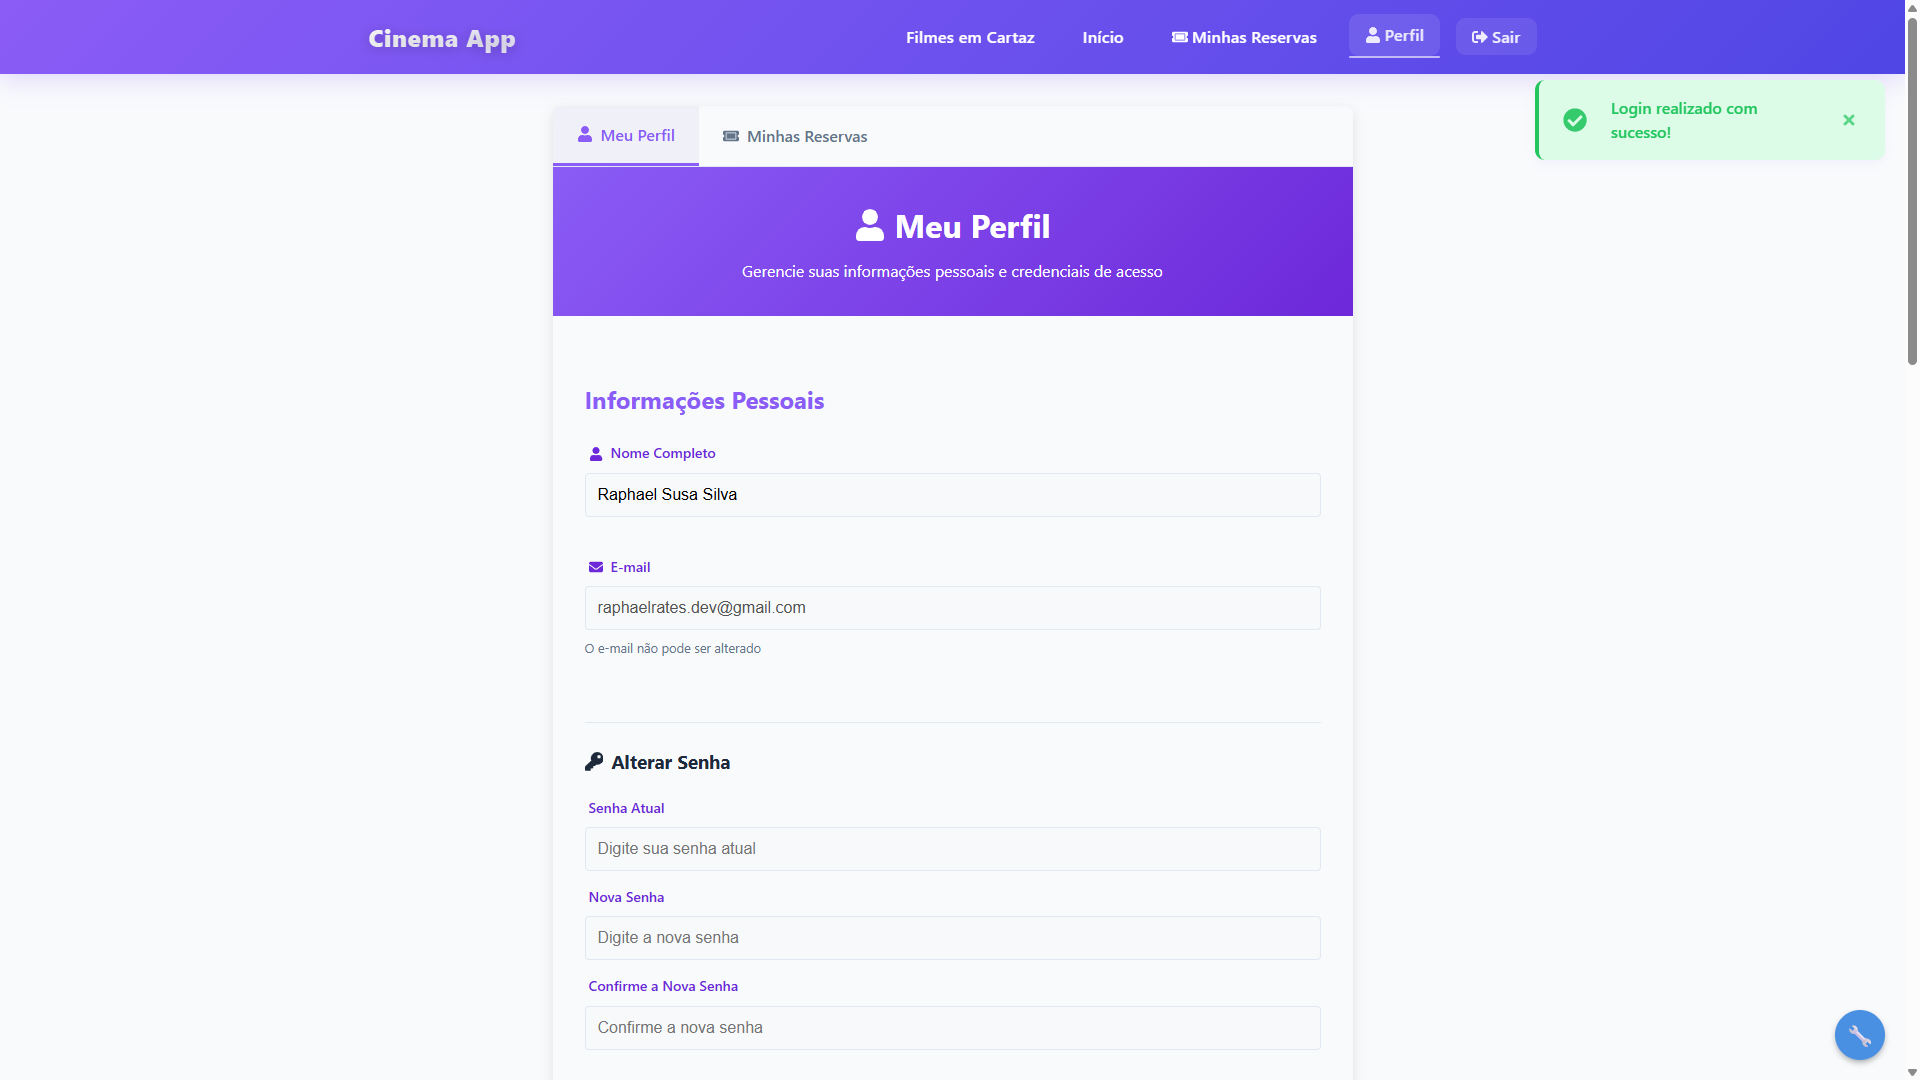 Cinema App
Filmes em Cartaz
Início
Minhas Reservas
Perfil
Sair
Login realizado com
sucesso!
Meu Perfil
Minhas Reservas
Meu Perfil
Gerencie suas informações pessoais e credenciais de acesso
Informações Pessoais
Nome Completo
Raphael Susa Silva
E-mail
raphaelrates.dev@gmail.com
O e-mail não pode ser alterado
Alterar Senha
Senha Atual
Digite sua senha atual
Nova Senha
Digite a nova senha
Confirme a Nova Senha
Confirme a nova senha